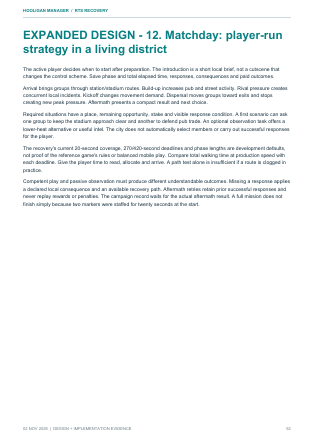 HOOLIGAN MANAGER / RTS RECOVERY
EXPANDED DESIGN - 12. Matchday: player-run
strategy in a living district
The active player decides when to start after preparation. The introduction is a short local brief, not a cutscene that
changes the control scheme. Save phase and total elapsed time, responses, consequences and paid outcomes.
Arrival brings groups through station/stadium routes. Build-up increases pub and street activity. Rival pressure creates
concurrent local incidents. Kickoff changes movement demand. Dispersal moves groups toward exits and stops
creating new peak pressure. Aftermath presents a compact result and next choice.
Required situations have a place, remaining opportunity, stake and visible response condition. A first scenario can ask
one group to keep the stadium approach clear and another to defend pub trade. An optional observation task offers a
lower-heat alternative or useful intel. The city does not automatically select members or carry out successful responses
for the player.
The recovery's current 20-second coverage, 270/420-second deadlines and phase lengths are development defaults,
not proof of the reference game's rules or balanced mobile play. Compare total walking time at production speed with
each deadline. Give the player time to read, allocate and arrive. A path test alone is insufficient if a route is clogged in
practice.
Competent play and passive observation must produce different understandable outcomes. Missing a response applies
a declared local consequence and an available recovery path. Aftermath retries retain prior successful responses and
never replay rewards or penalties. The campaign record waits for the actual aftermath result. A full mission does not
finish simply because two markers were staffed for twenty seconds at the start.
02 NOV 2025 | DESIGN + IMPLEMENTATION EVIDENCE